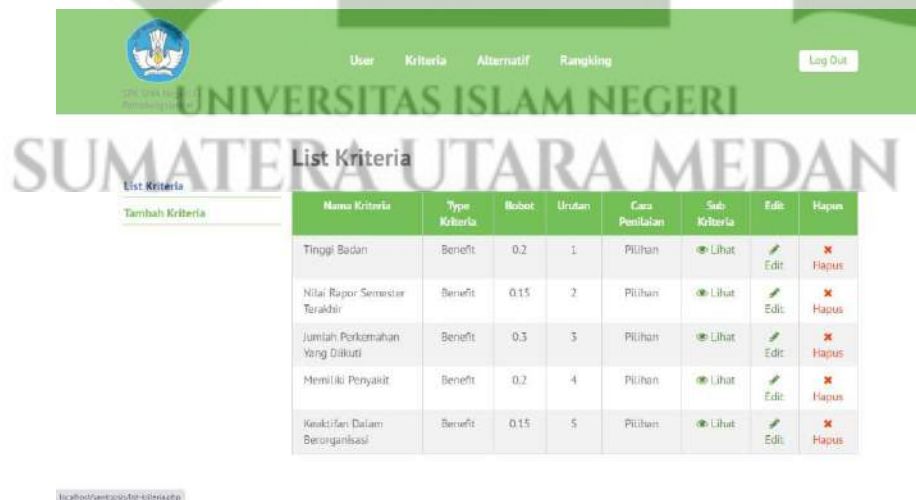 User Kriteria Alternatif Rangking Log Out
UNIVERSITAS ISLAM NEGERI
SUMATERA UTARA MEDAN
List Kriteria
List Kriteria
Tambah Kriteria
Nama Kriteria Type Kriteria Bobot Urutan Cara Penilaian Sub Kriteria Edit Hapus
Tinggi Badan Benefit 0.2 1 Pilihan Lihat Edit Hapus
Nilai Rapor Semester Terakhir Benefit 0.15 2 Pilihan Lihat Edit Hapus
Jumlah Perkemahan Yang Diikuti Benefit 0.3 3 Pilihan Lihat Edit Hapus
Memiliki Penyakit Benefit 0.2 4 Pilihan Lihat Edit Hapus
Keaktifan Dalam Berorganisasi Benefit 0.15 5 Pilihan Lihat Edit Hapus